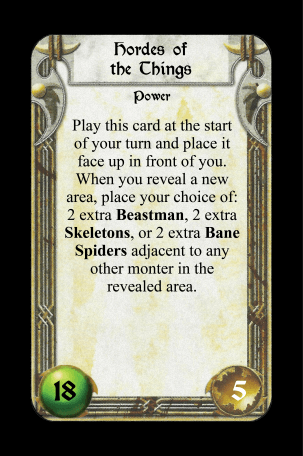 Hordes of
the Things
Power
Play this card at the start
of your turn and place it
face up in front of you.
When you reveal a new
area, place your choice of:
2 extra Beastman, 2 extra
Skeletons, or 2 extra Bane
Spiders adjacent to any
other monter in the
revealed area.
18
5